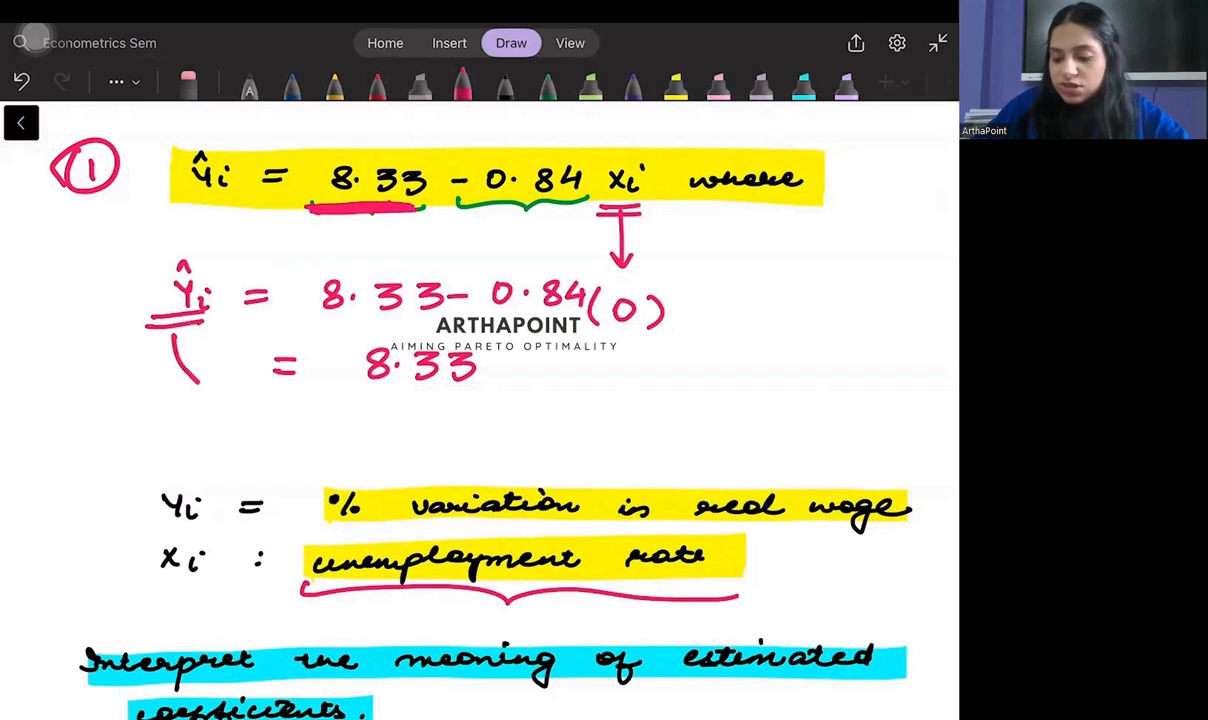 Econometrics Sem
Home Insert Draw View
A
ArthaPoint
① Ŷi = 8.33 - 0.84 Xi where
Ŷi = 8.33 - 0.84(0)
ARTHAPOINT
AIMING PARETO OPTIMALITY
= 8.33
Yi = % variation in real wage
Xi : unemployment rate
Interpret the meaning of estimated
coefficients.